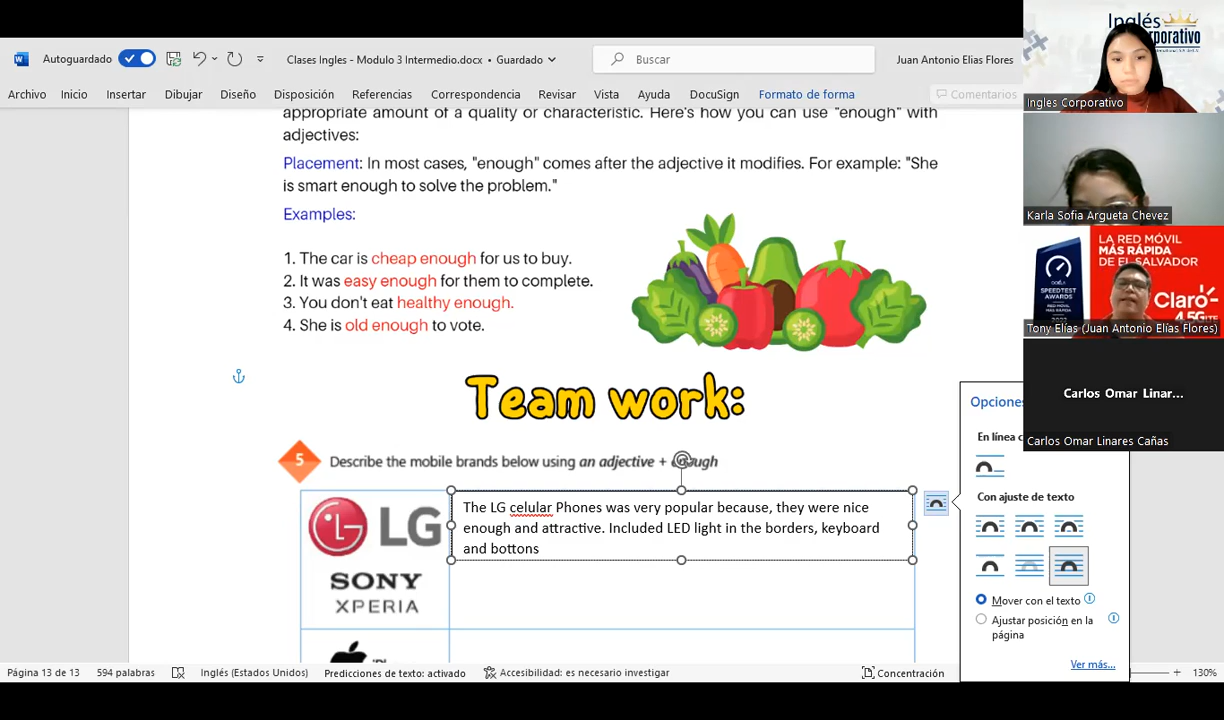 Autoguardado
Clases Ingles - Modulo 3 Intermedio.docx • Guardado
Buscar
Juan Antonio Elias Flores
Archivo Inicio Insertar Dibujar Diseño Disposición Referencias Correspondencia Revisar Vista Ayuda DocuSign Formato de forma
Comentarios
appropriate amount of a quality or characteristic. Here's how you can use "enough" with
adjectives:
Placement: In most cases, "enough" comes after the adjective it modifies. For example: "She
is smart enough to solve the problem."
Examples:
1. The car is cheap enough for us to buy.
2. It was easy enough for them to complete.
3. You don't eat healthy enough.
4. She is old enough to vote.
Team work:
5 Describe the mobile brands below using an adjective + enough
LG
The LG celular Phones was very popular because, they were nice
enough and attractive. Included LED light in the borders, keyboard
and bottons
SONY
XPERIA
Opciones
En línea c
Con ajuste de texto
Mover con el texto
Ajustar posición en la
página
Ver más...
Página 13 de 13
594 palabras
Inglés (Estados Unidos)
Predicciones de texto: activado
Accesibilidad: es necesario investigar
Concentración
130%
Inglés
Corporativo
Ingles Corporativo
Karla Sofia Argueta Chevez
LA RED MÓVIL
MÁS RÁPIDA
DE EL SALVADOR
SPEEDTEST
AWARDS
Claro
4.5G LTE
Tony Elías (Juan Antonio Elías Flores)
Carlos Omar Linar...
Carlos Omar Linares Cañas